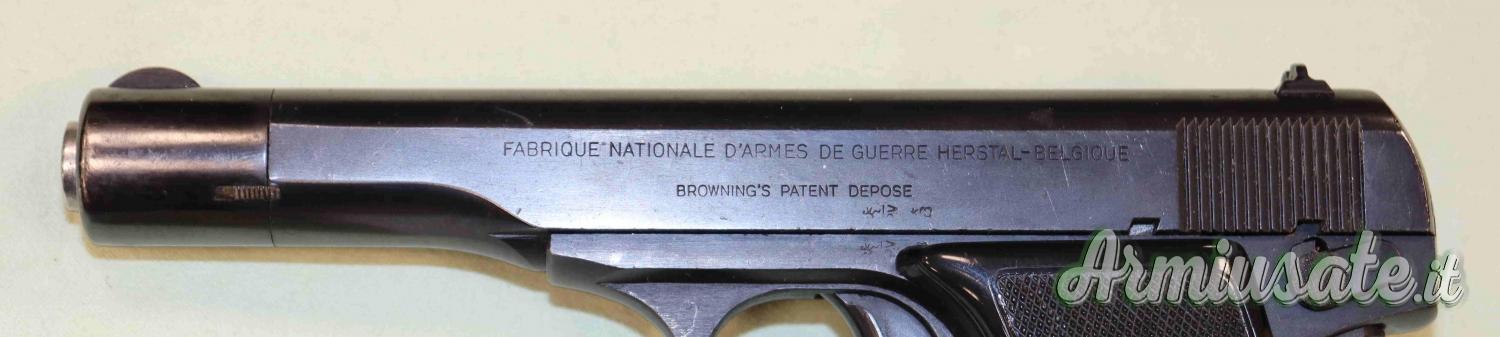 FABRIQUE NATIONALE D'ARMES DE GUERRE HERSTAL-BELGIQUE
BROWNING'S PATENT DEPOSE
Armiusate.it